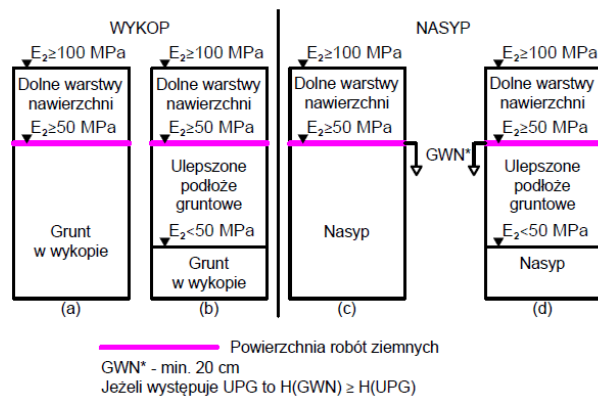 WYKOP
NASYP
E2≥100 MPa
E2≥100 MPa
E2≥100 MPa
E2≥100 MPa
Dolne warstwy
nawierzchni
Dolne warstwy
nawierzchni
Dolne warstwy
nawierzchni
Dolne warstwy
nawierzchni
E2≥50 MPa
E2≥50 MPa
E2≥50 MPa
E2≥50 MPa
GWN*
Grunt
w wykopie
Ulepszone
podłoże
gruntowe
E2<50 MPa
Grunt
w wykopie
Nasyp
Ulepszone
podłoże
gruntowe
E2<50 MPa
Nasyp
(a)
(b)
(c)
(d)
Powierzchnia robót ziemnych
GWN* - min. 20 cm
Jeżeli występuje UPG to H(GWN) ≥ H(UPG)